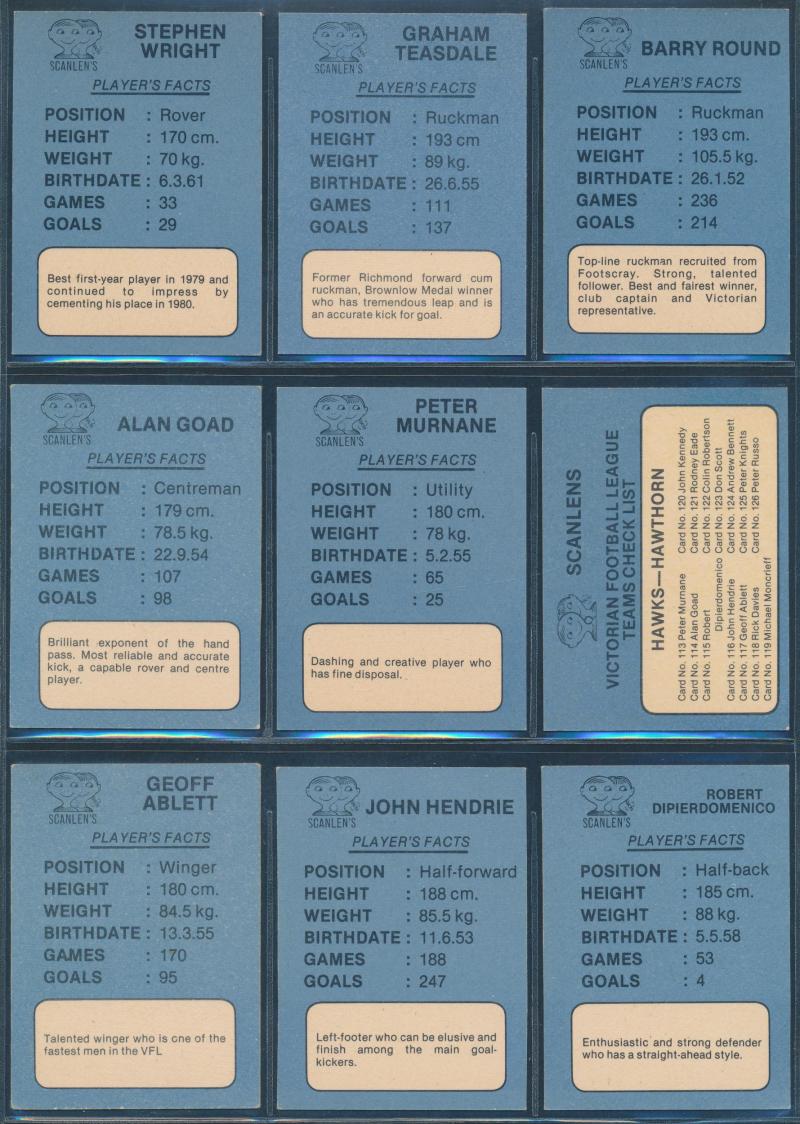 SCANLEN'S
STEPHEN
WRIGHT
PLAYER'S FACTS
POSITION : Rover
HEIGHT : 170 cm.
WEIGHT : 70 kg.
BIRTHDATE : 6.3.61
GAMES : 33
GOALS : 29
Best first-year player in 1979 and
continued to impress by
cementing his place in 1980.
SCANLEN'S
GRAHAM
TEASDALE
PLAYER'S FACTS
POSITION : Ruckman
HEIGHT : 193 cm
WEIGHT : 89 kg.
BIRTHDATE : 26.6.55
GAMES : 111
GOALS : 137
Former Richmond forward cum
ruckman, Brownlow Medal winner
who has tremendous leap and is
an accurate kick for goal.
SCANLEN'S
BARRY ROUND
PLAYER'S FACTS
POSITION : Ruckman
HEIGHT : 193 cm.
WEIGHT : 105.5 kg.
BIRTHDATE : 26.1.52
GAMES : 236
GOALS : 214
Top-line ruckman recruited from
Footscray. Strong, talented
follower. Best and fairest winner,
club captain and Victorian
representative.
SCANLEN'S
ALAN GOAD
PLAYER'S FACTS
POSITION : Centreman
HEIGHT : 179 cm.
WEIGHT : 78.5 kg.
BIRTHDATE : 22.9.54
GAMES : 107
GOALS : 98
Brilliant exponent of the hand
pass. Most reliable and accurate
kick, a capable rover and centre
player.
SCANLEN'S
PETER
MURNANE
PLAYER'S FACTS
POSITION : Utility
HEIGHT : 180 cm.
WEIGHT : 78 kg.
BIRTHDATE : 5.2.55
GAMES : 65
GOALS : 25
Dashing and creative player who
has fine disposal.
SCANLENS
VICTORIAN FOOTBALL LEAGUE
TEAMS CHECK LIST
HAWKS—HAWTHORN
Card No. 113 Peter Murnane
Card No. 114 Alan Goad
Card No. 115 Robert
Dipierdomenico
Card No. 116 John Hendrie
Card No. 117 Geoff Ablett
Card No. 118 Rick Davies
Card No. 119 Michael Moncrieff
Card No. 120 John Kennedy
Card No. 121 Rodney Eade
Card No. 122 Colin Robertson
Card No. 123 Don Scott
Card No. 124 Andrew Bennett
Card No. 125 Peter Knights
Card No. 126 Peter Russo
SCANLEN'S
GEOFF
ABLETT
PLAYER'S FACTS
POSITION : Winger
HEIGHT : 180 cm.
WEIGHT : 84.5 kg.
BIRTHDATE : 13.3.55
GAMES : 170
GOALS : 95
Talented winger who is one of the
fastest men in the VFL
SCANLEN'S
JOHN HENDRIE
PLAYER'S FACTS
POSITION : Half-forward
HEIGHT : 188 cm.
WEIGHT : 85.5 kg.
BIRTHDATE : 11.6.53
GAMES : 188
GOALS : 247
Left-footer who can be elusive and
finish among the main goal-
kickers.
SCANLEN'S
ROBERT
DIPIERDOMENICO
PLAYER'S FACTS
POSITION : Half-back
HEIGHT : 185 cm.
WEIGHT : 88 kg.
BIRTHDATE : 5.5.58
GAMES : 53
GOALS : 4
Enthusiastic and strong defender
who has a straight-ahead style.